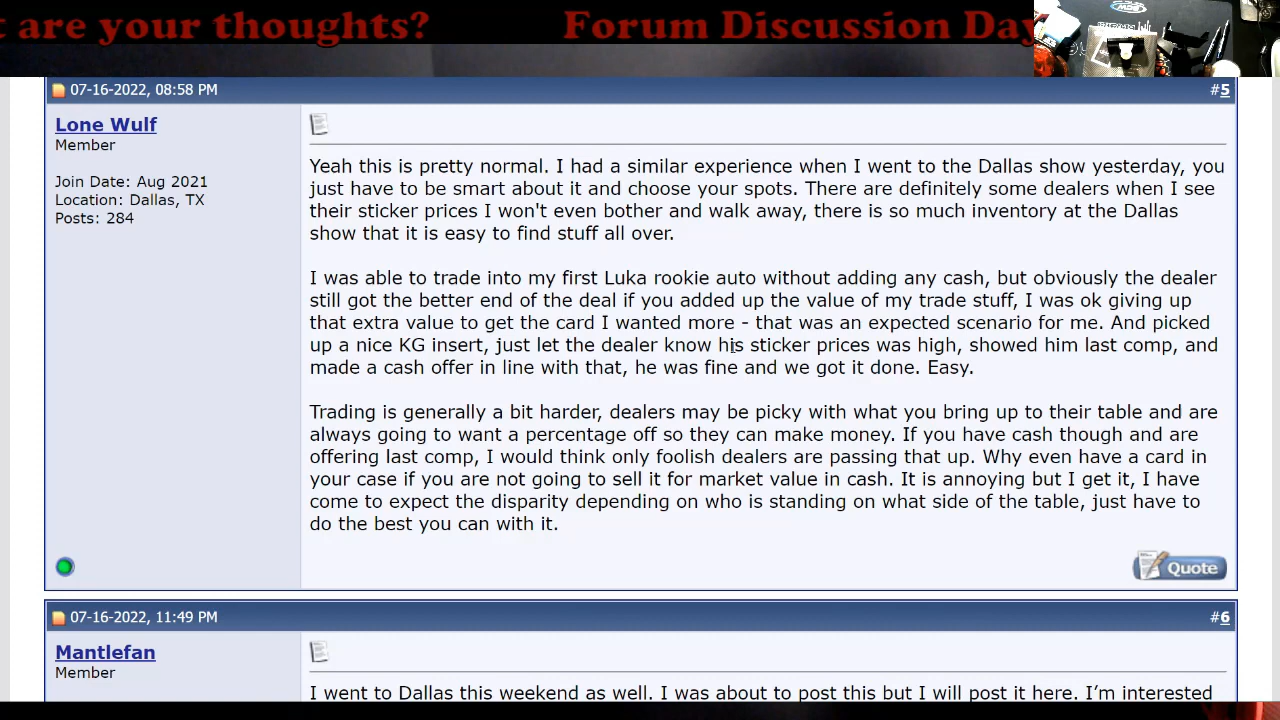 t are your thoughts? Forum Discussion Day
07-16-2022, 08:58 PM #5
Lone Wulf
Member
Join Date: Aug 2021
Location: Dallas, TX
Posts: 284
Yeah this is pretty normal. I had a similar experience when I went to the Dallas show yesterday, you
just have to be smart about it and choose your spots. There are definitely some dealers when I see
their sticker prices I won't even bother and walk away, there is so much inventory at the Dallas
show that it is easy to find stuff all over.
I was able to trade into my first Luka rookie auto without adding any cash, but obviously the dealer
still got the better end of the deal if you added up the value of my trade stuff, I was ok giving up
that extra value to get the card I wanted more - that was an expected scenario for me. And picked
up a nice KG insert, just let the dealer know his sticker prices was high, showed him last comp, and
made a cash offer in line with that, he was fine and we got it done. Easy.
Trading is generally a bit harder, dealers may be picky with what you bring up to their table and are
always going to want a percentage off so they can make money. If you have cash though and are
offering last comp, I would think only foolish dealers are passing that up. Why even have a card in
your case if you are not going to sell it for market value in cash. It is annoying but I get it, I have
come to expect the disparity depending on who is standing on what side of the table, just have to
do the best you can with it.
Quote
07-16-2022, 11:49 PM #6
Mantlefan
Member
I went to Dallas this weekend as well. I was about to post this but I will post it here. I'm interested